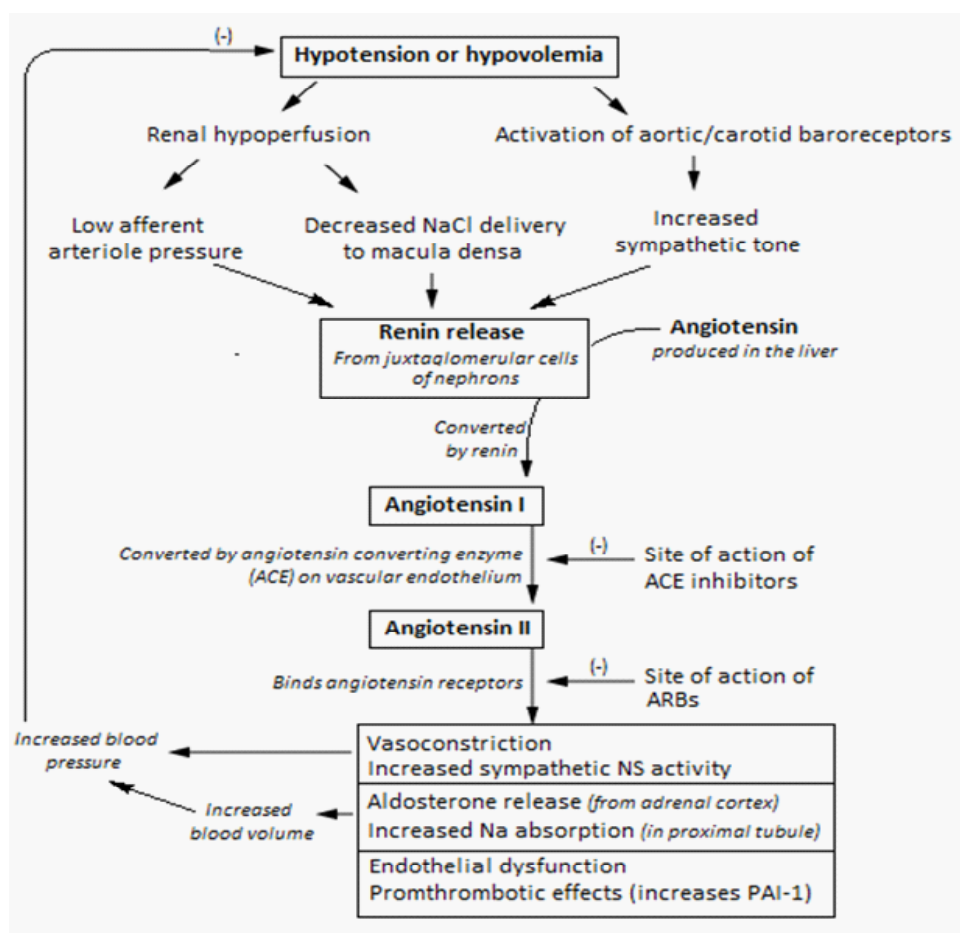 (-)
Hypotension or hypovolemia
Renal hypoperfusion
Activation of aortic/carotid baroreceptors
Low afferent
arteriole pressure
Decreased NaCl delivery
to macula densa
Increased
sympathetic tone
Renin release
From juxtaglomerular cells
of nephrons
Angiotensin
produced in the liver
Converted
by renin
Angiotensin I
Converted by angiotensin converting enzyme
(ACE) on vascular endothelium
(-)
Site of action of
ACE inhibitors
Angiotensin II
Binds angiotensin receptors
(-)
Site of action of
ARBs
Increased blood
pressure
Vasoconstriction
Increased sympathetic NS activity
Increased
blood volume
Aldosterone release (from adrenal cortex)
Increased Na absorption (in proximal tubule)
Endothelial dysfunction
Promthrombotic effects (increases PAI-1)